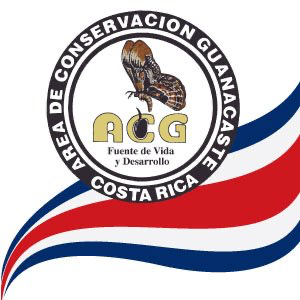 AREA DE CONSERVACION GUANACASTE
ACG
Fuente de Vida
y Desarrollo
COSTA RICA